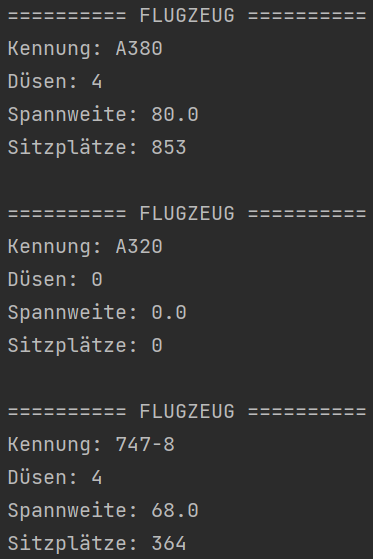 ========== FLUGZEUG ==========
Kennung: A380
Düsen: 4
Spannweite: 80.0
Sitzplätze: 853
========== FLUGZEUG ==========
Kennung: A320
Düsen: 0
Spannweite: 0.0
Sitzplätze: 0
========== FLUGZEUG ==========
Kennung: 747-8
Düsen: 4
Spannweite: 68.0
Sitzplätze: 364